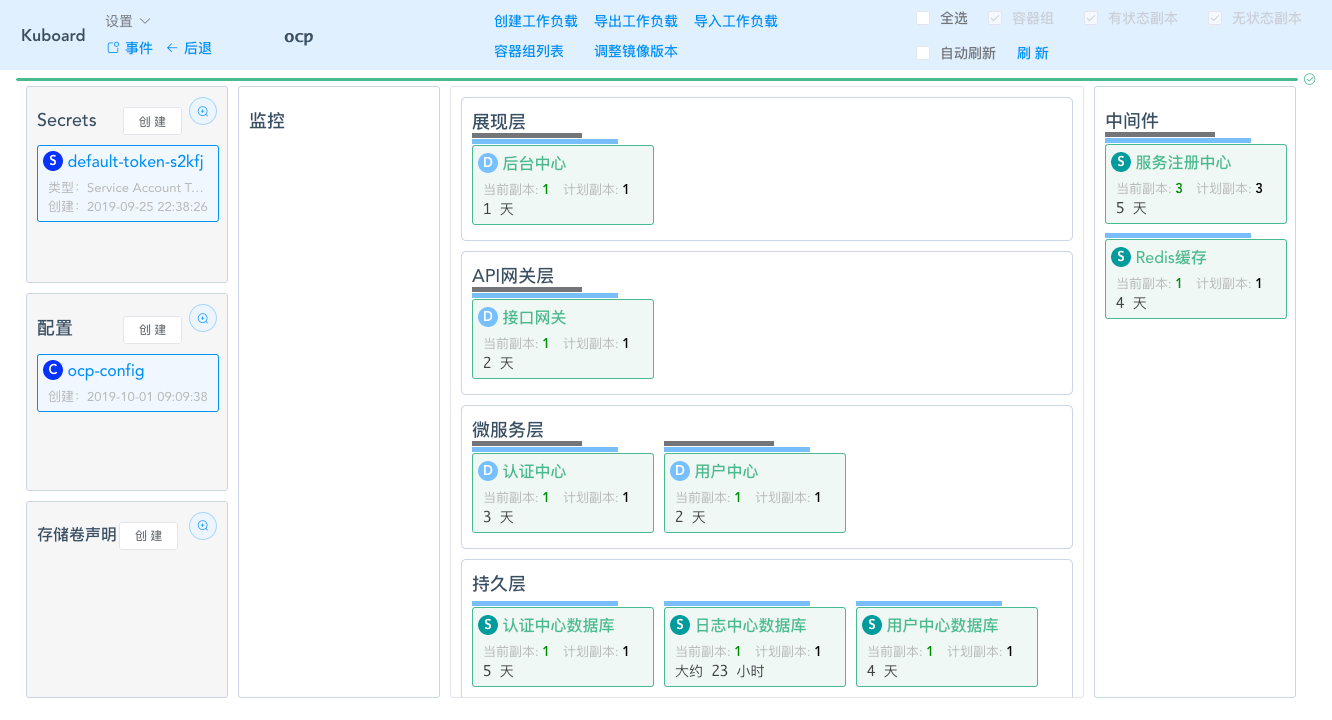 Kuboard
设置
事件 后退
ocp
创建工作负载 导出工作负载 导入工作负载
容器组列表 调整镜像版本
全选 容器组 有状态副本 无状态副本
自动刷新 刷 新
Secrets
创 建
S default-token-s2kfj
类型: Service Account T...
创建: 2019-09-25 22:38:26
配置
创 建
C ocp-config
创建: 2019-10-01 09:09:38
存储卷声明
创 建
监控
展现层
D 后台中心
当前副本: 1 计划副本: 1
1 天
API网关层
D 接口网关
当前副本: 1 计划副本: 1
2 天
微服务层
D 认证中心
当前副本: 1 计划副本: 1
3 天
D 用户中心
当前副本: 1 计划副本: 1
2 天
持久层
S 认证中心数据库
当前副本: 1 计划副本: 1
5 天
S 日志中心数据库
当前副本: 1 计划副本: 1
大约 23 小时
S 用户中心数据库
当前副本: 1 计划副本: 1
4 天
中间件
S 服务注册中心
当前副本: 3 计划副本: 3
5 天
S Redis缓存
当前副本: 1 计划副本: 1
4 天